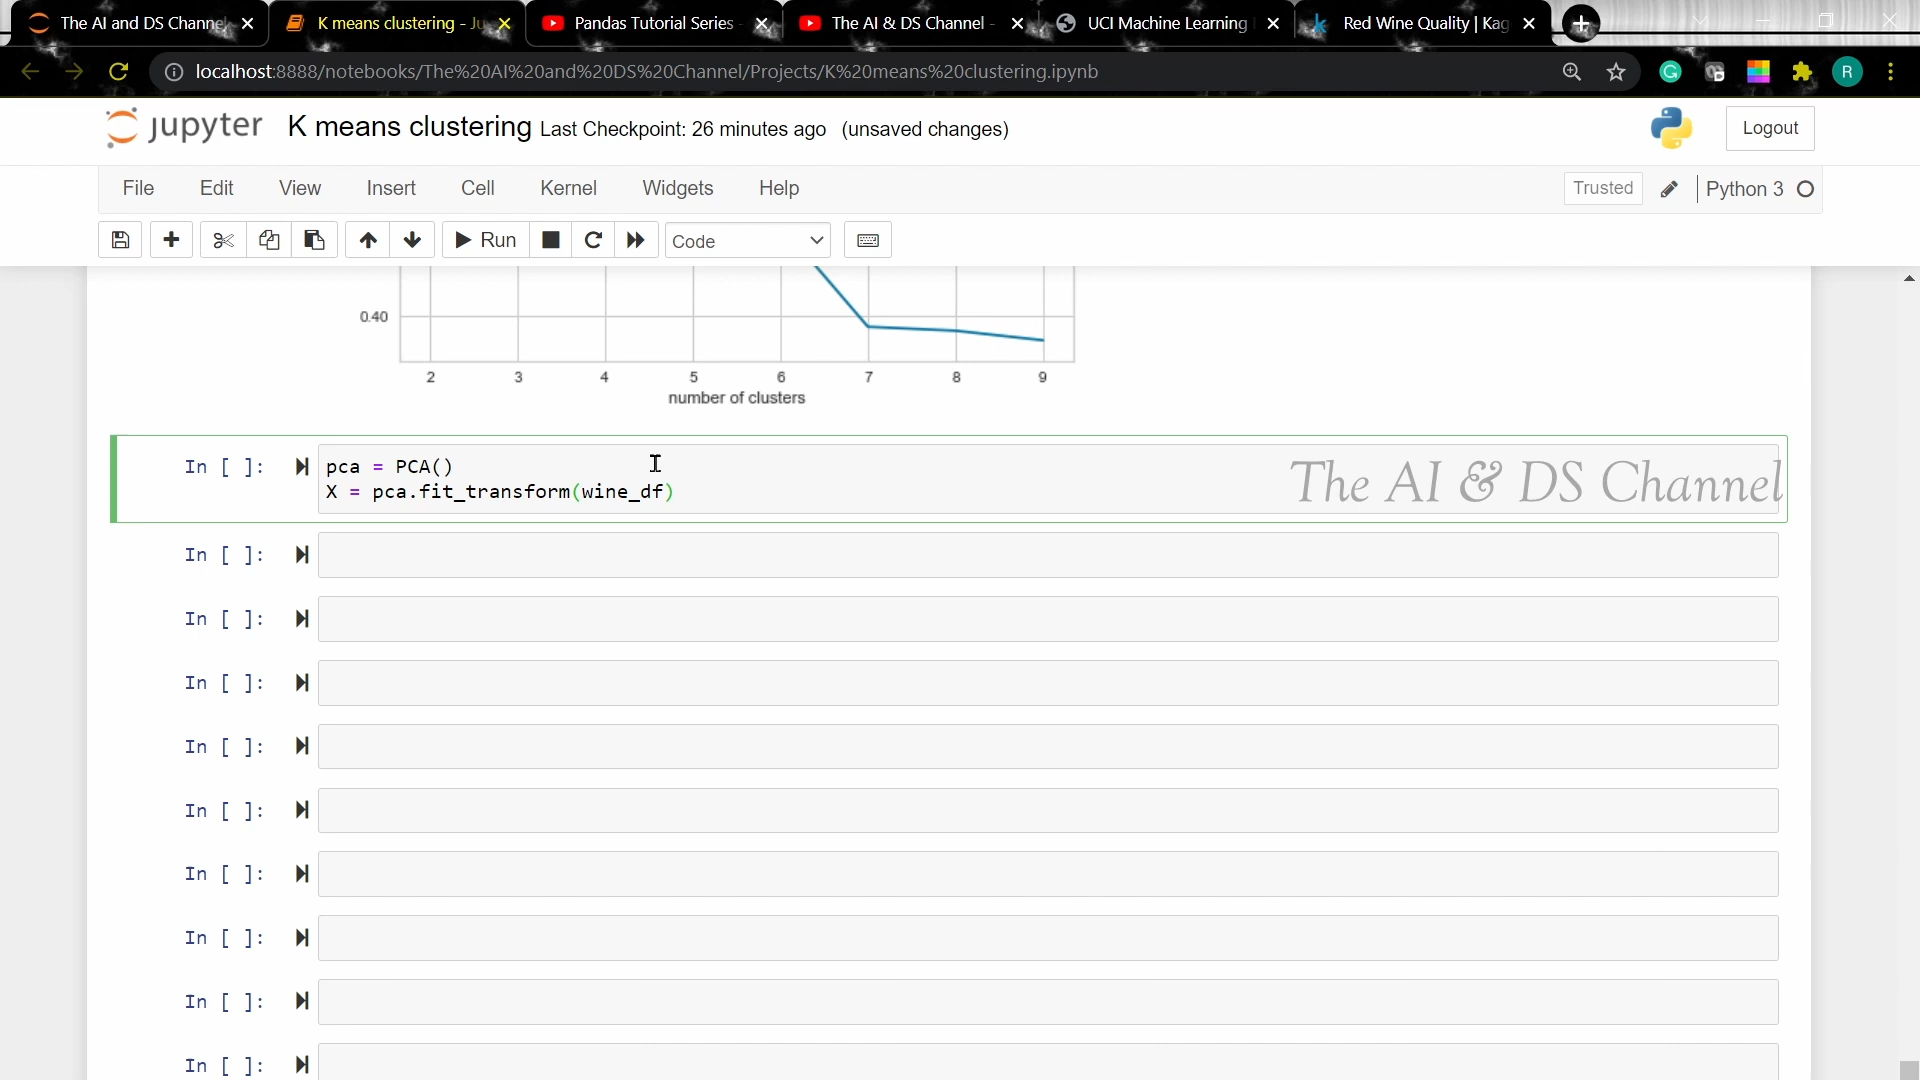 The AI and DS Channel
K means clustering - Ju
Pandas Tutorial Series -
The AI & DS Channel -
UCI Machine Learning
Red Wine Quality | Kag
localhost:8888/notebooks/The%20AI%20and%20DS%20Channel/Projects/K%20means%20clustering.ipynb
R
jupyter K means clustering Last Checkpoint: 26 minutes ago (unsaved changes)
Logout
File Edit View Insert Cell Kernel Widgets Help
Trusted Python 3
Run Code
0.40
2 3 4 5 6 7 8 9
number of clusters
In [ ]: pca = PCA()
X = pca.fit_transform(wine_df)
The AI & DS Channel
In [ ]:
In [ ]:
In [ ]:
In [ ]:
In [ ]:
In [ ]:
In [ ]:
In [ ]:
In [ ]: